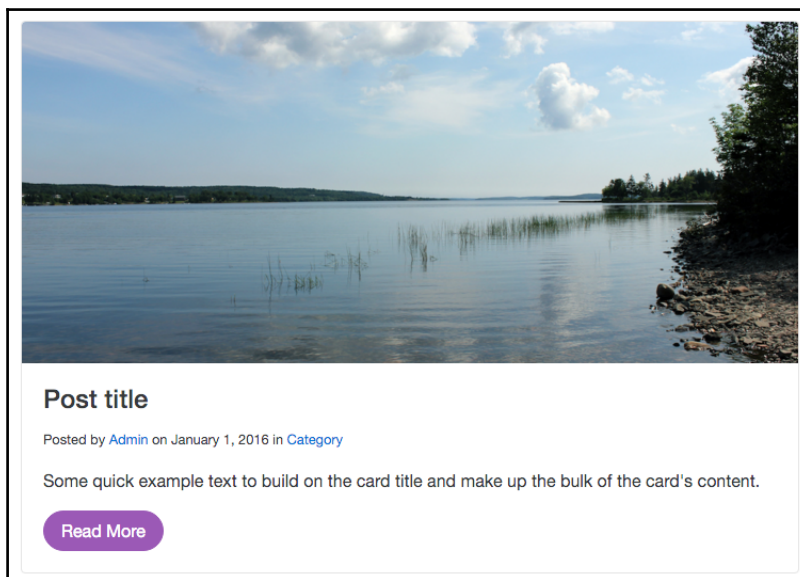 Post title
Posted by Admin on January 1, 2016 in Category
Some quick example text to build on the card title and make up the bulk of the card's content.
Read More